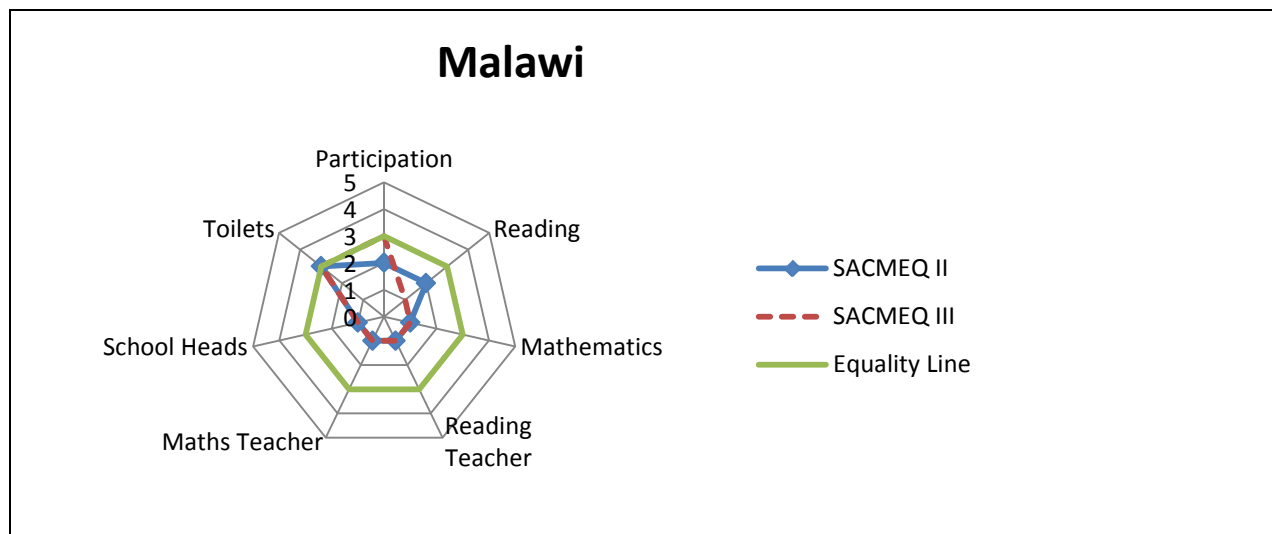 Malawi
Participation
5
4
3
2
1
0
Toilets
Reading
School Heads
Mathematics
Maths Teacher
Reading
Teacher
SACMEQ II
SACMEQ III
Equality Line